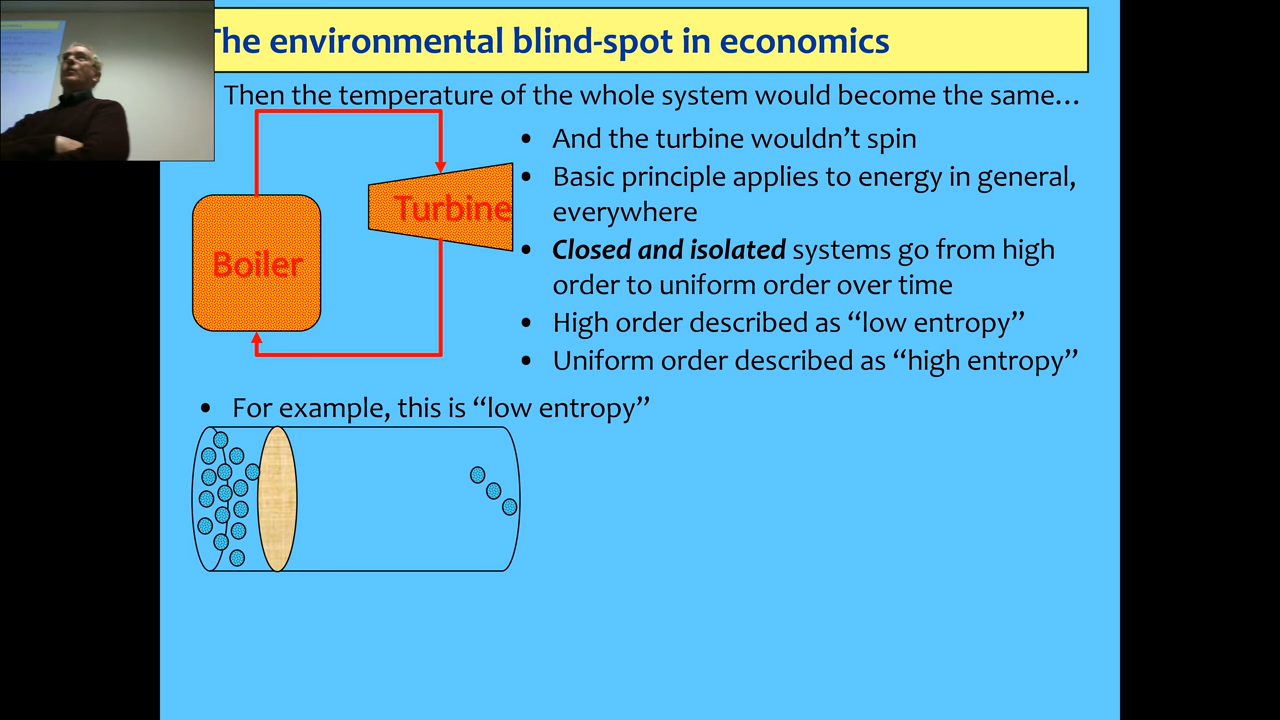 The environmental blind-spot in economics
Then the temperature of the whole system would become the same…
• And the turbine wouldn’t spin
• Basic principle applies to energy in general,
everywhere
• Closed and isolated systems go from high
order to uniform order over time
• High order described as “low entropy”
• Uniform order described as “high entropy”
Turbine
Boiler
• For example, this is “low entropy”